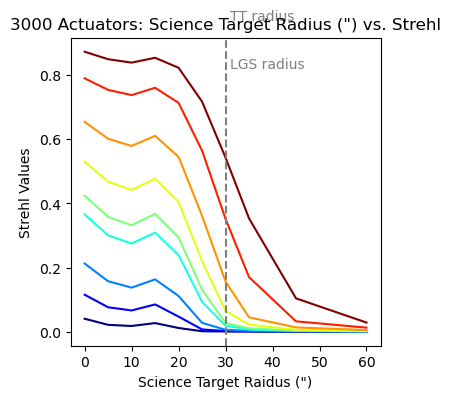 TT radius
3000 Actuators: Science Target Radius (") vs. Strehl
LGS radius
Strehl Values
0.8
0.6
0.4
0.2
0.0
0 10 20 30 40 50 60
Science Target Raidus (")